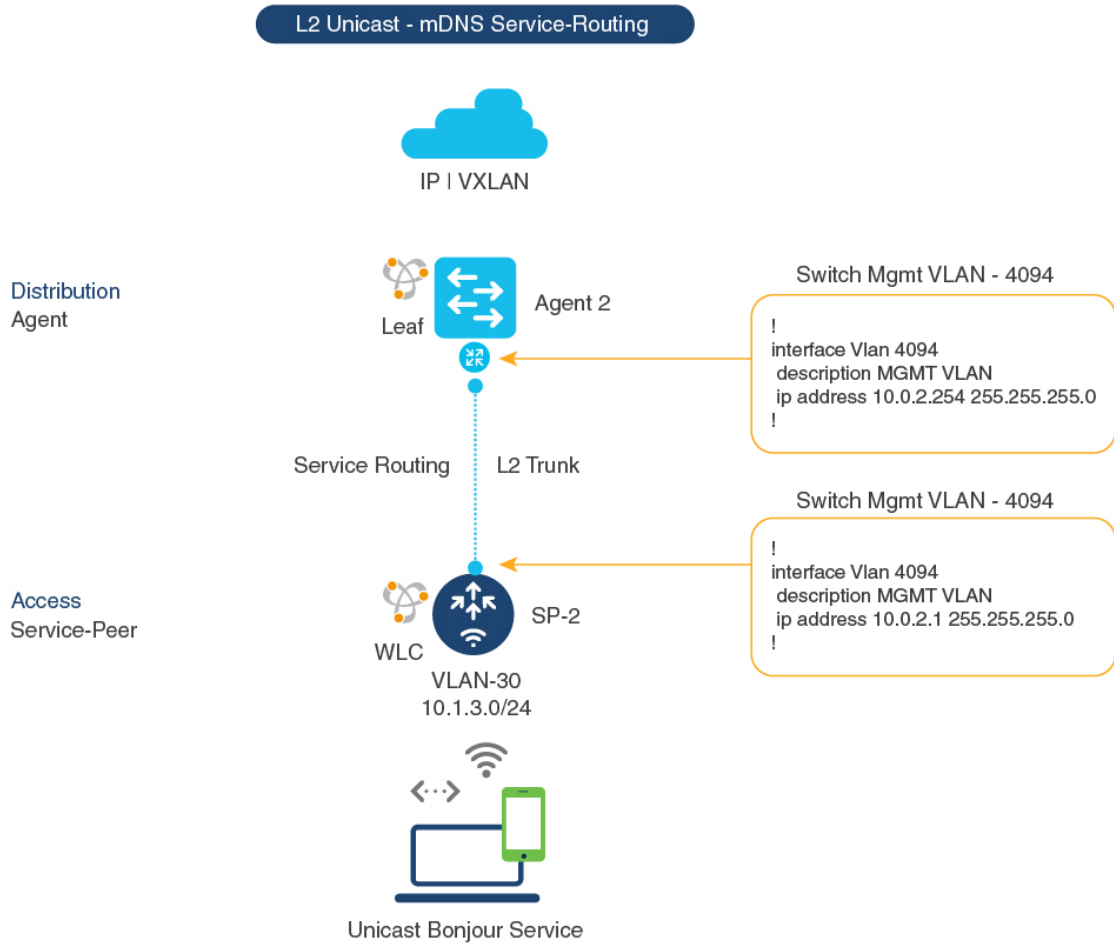 L2 Unicast - mDNS Service-Routing
IP | VXLAN
Distribution
Agent
Leaf
Agent 2
Switch Mgmt VLAN - 4094
!
interface Vlan 4094
description MGMT VLAN
ip address 10.0.2.254 255.255.255.0
!
Service Routing
L2 Trunk
Switch Mgmt VLAN - 4094
!
interface Vlan 4094
description MGMT VLAN
ip address 10.0.2.1 255.255.255.0
!
Access
Service-Peer
WLC
SP-2
VLAN-30
10.1.3.0/24
Unicast Bonjour Service